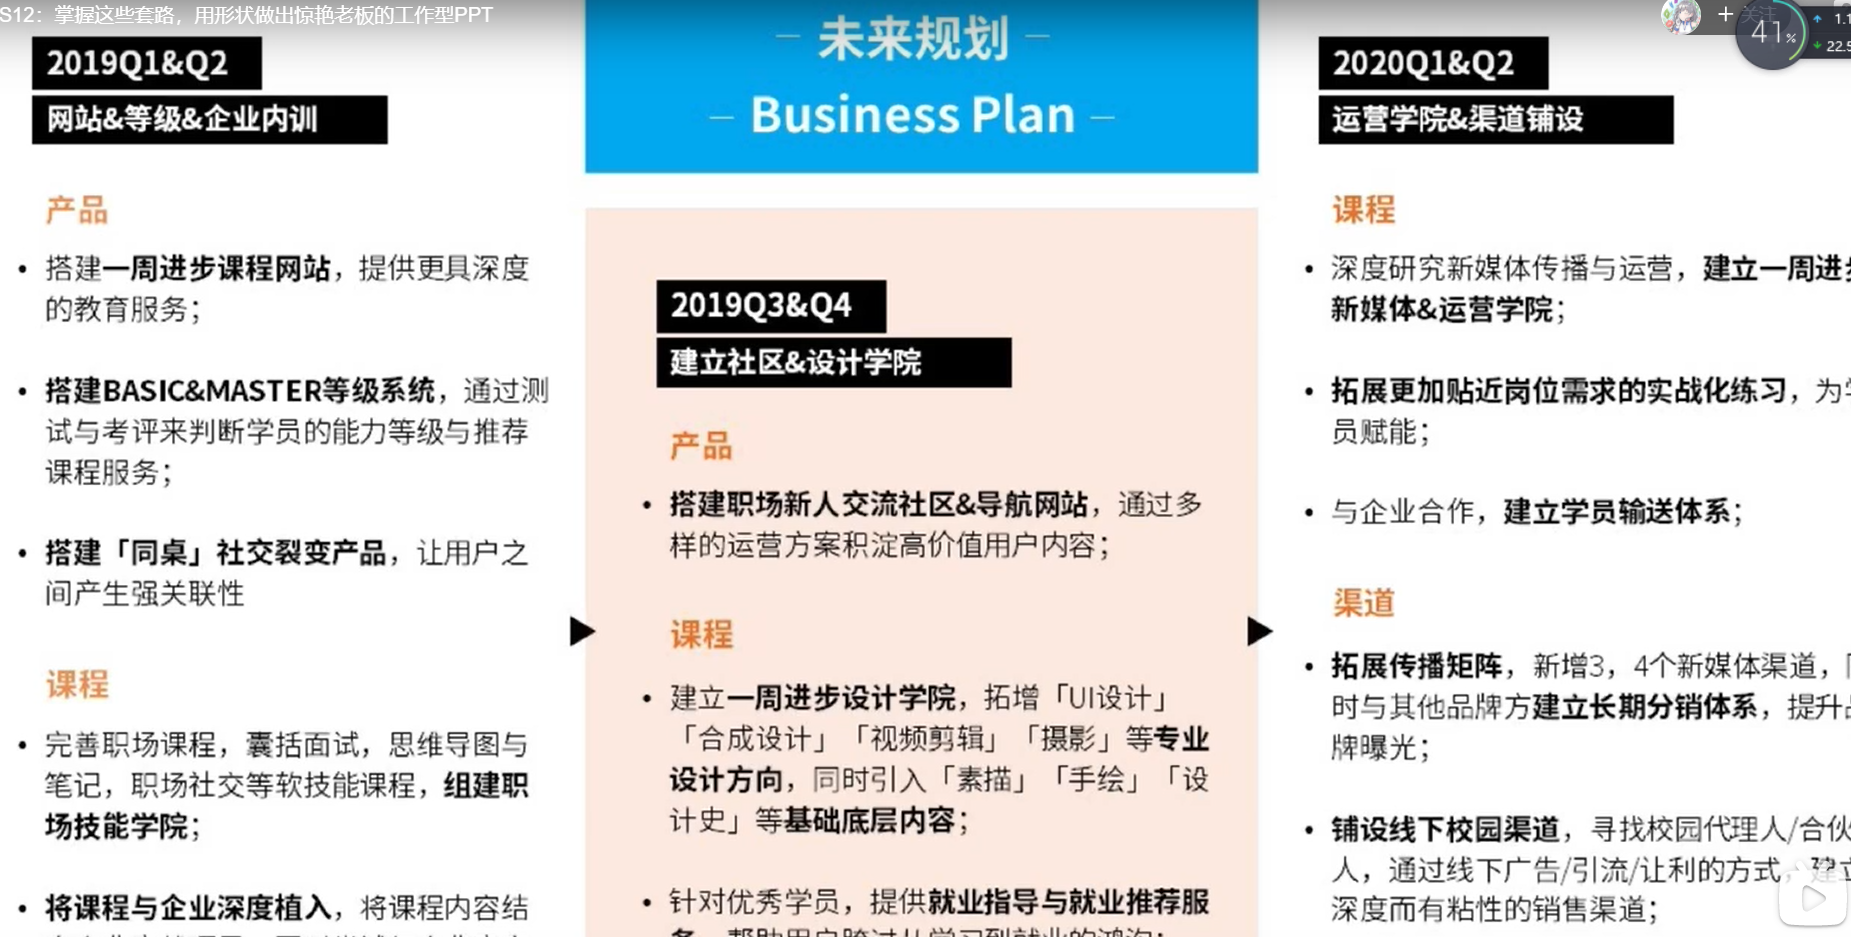 S12：掌握这些套路，用形状做出惊艳老板的工作型PPT
关注
41%
1.1
22.5
2019Q1&Q2
网站&等级&企业内训
产品
• 搭建一周进步课程网站，提供更具深度
的教育服务；
• 搭建BASIC&MASTER等级系统，通过测
试与考评来判断学员的能力等级与推荐
课程服务；
• 搭建「同桌」社交裂变产品，让用户之
间产生强关联性
课程
• 完善职场课程，囊括面试，思维导图与
笔记，职场社交等软技能课程，组建职
场技能学院；
• 将课程与企业深度植入，将课程内容结
未来规划
Business Plan
2019Q3&Q4
建立社区&设计学院
产品
• 搭建职场新人交流社区&导航网站，通过多
样的运营方案积淀高价值用户内容；
课程
• 建立一周进步设计学院，拓增「UI设计」
「合成设计」「视频剪辑」「摄影」等专业
设计方向，同时引入「素描」「手绘」「设
计史」等基础底层内容；
• 针对优秀学员，提供就业指导与就业推荐服
务，帮助用户跨过从学习到就业的鸿沟；
2020Q1&Q2
运营学院&渠道铺设
课程
• 深度研究新媒体传播与运营，建立一周进步
新媒体&运营学院；
• 拓展更加贴近岗位需求的实战化练习，为学
员赋能；
• 与企业合作，建立学员输送体系；
渠道
• 拓展传播矩阵，新增3，4个新媒体渠道，同
时与其他品牌方建立长期分销体系，提升品
牌曝光；
• 铺设线下校园渠道，寻找校园代理人/合伙
人，通过线下广告/引流/让利的方式，建立
深度而有粘性的销售渠道；